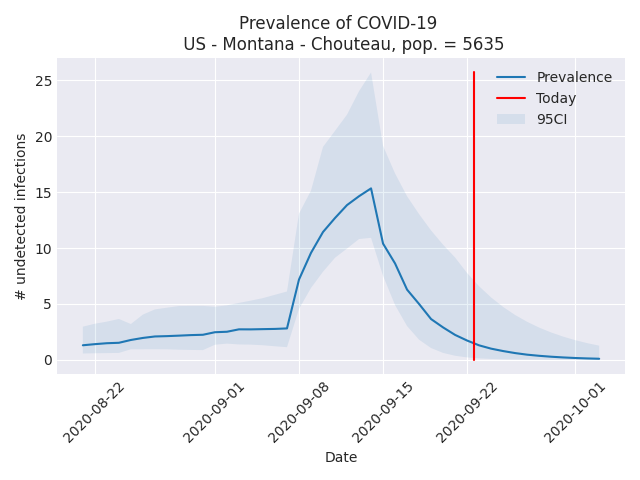 Prevalence of COVID-19
US - Montana - Chouteau, pop. = 5635
Prevalence
Today
95CI
# undetected infections
25
20
15
10
5
0
2020-08-22
2020-09-01
2020-09-08
2020-09-15
2020-09-22
2020-10-01
Date